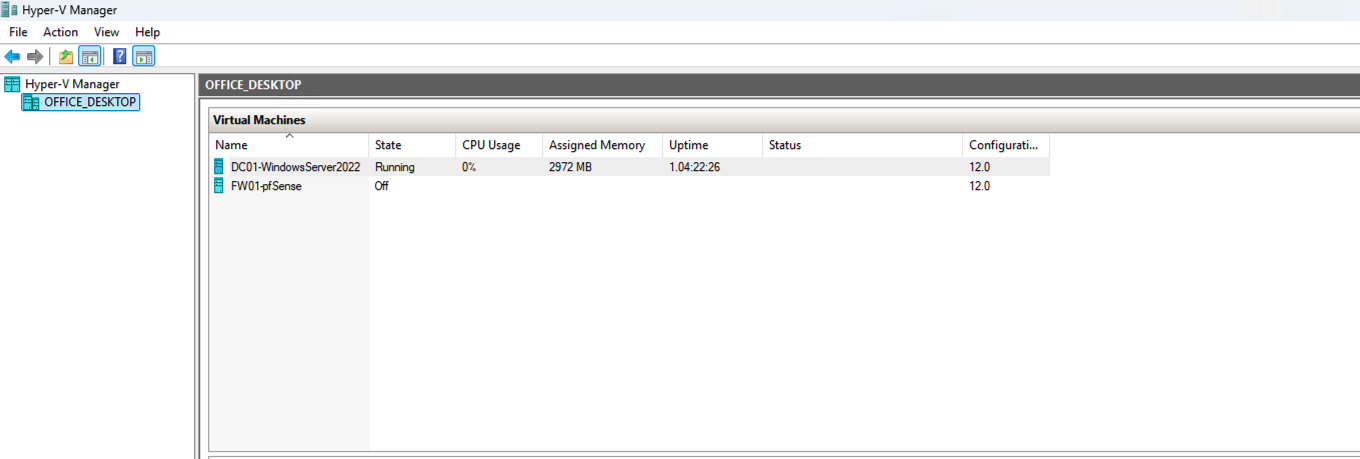 Hyper-V Manager
File Action View Help
Hyper-V Manager
OFFICE_DESKTOP
OFFICE_DESKTOP
Virtual Machines
Name State CPU Usage Assigned Memory Uptime Status Configurati...
DC01-WindowsServer2022 Running 0% 2972 MB 1.04:22:26 12.0
FW01-pfSense Off 12.0